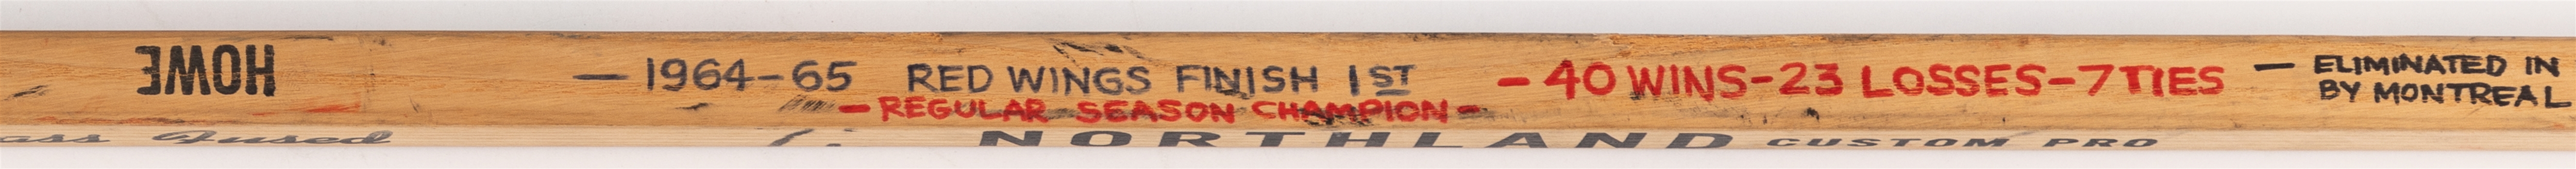 HOWE
— 1964-65 RED WINGS FINISH 1ST
- REGULAR SEASON CHAMPION -
- 40 WINS - 23 LOSSES - 7 TIES
— ELIMINATED IN
BY MONTREAL
Fused
NORTHLAND CUSTOM PRO